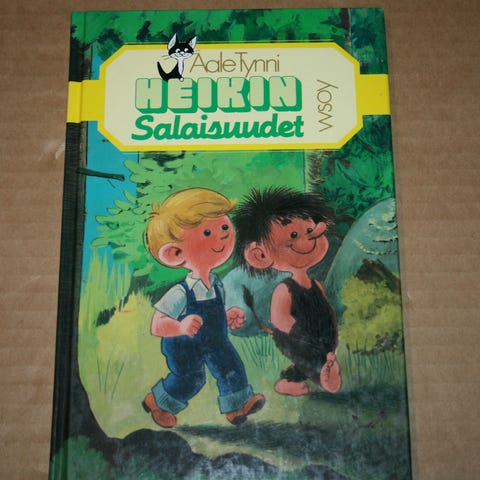 Aale Tynni
HEIKIN
Salaisuudet
WSOY